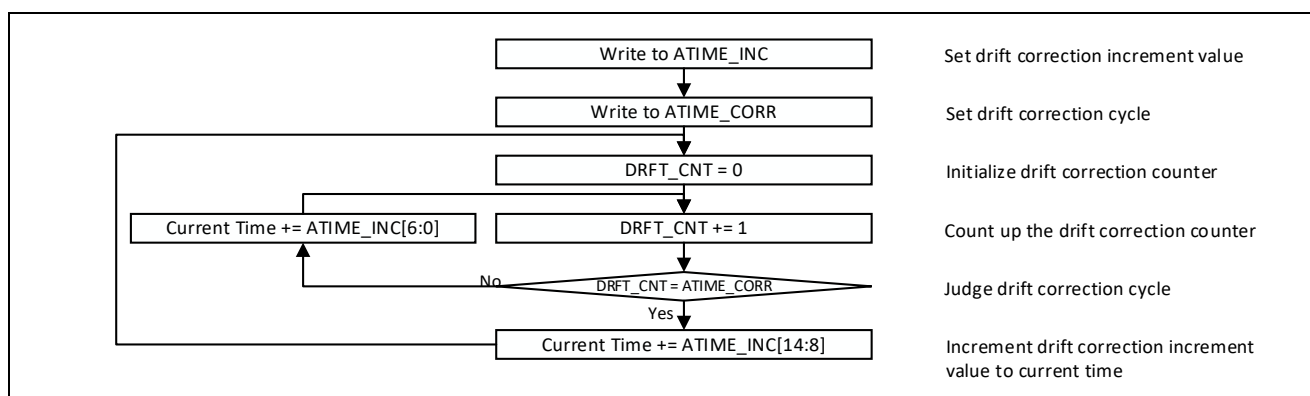 Write to ATIME_INC
Set drift correction increment value
Write to ATIME_CORR
Set drift correction cycle
DRFT_CNT = 0
Initialize drift correction counter
Current Time += ATIME_INC[6:0]
DRFT_CNT += 1
Count up the drift correction counter
No
DRFT_CNT = ATIME_CORR
Judge drift correction cycle
Yes
Current Time += ATIME_INC[14:8]
Increment drift correction increment
value to current time